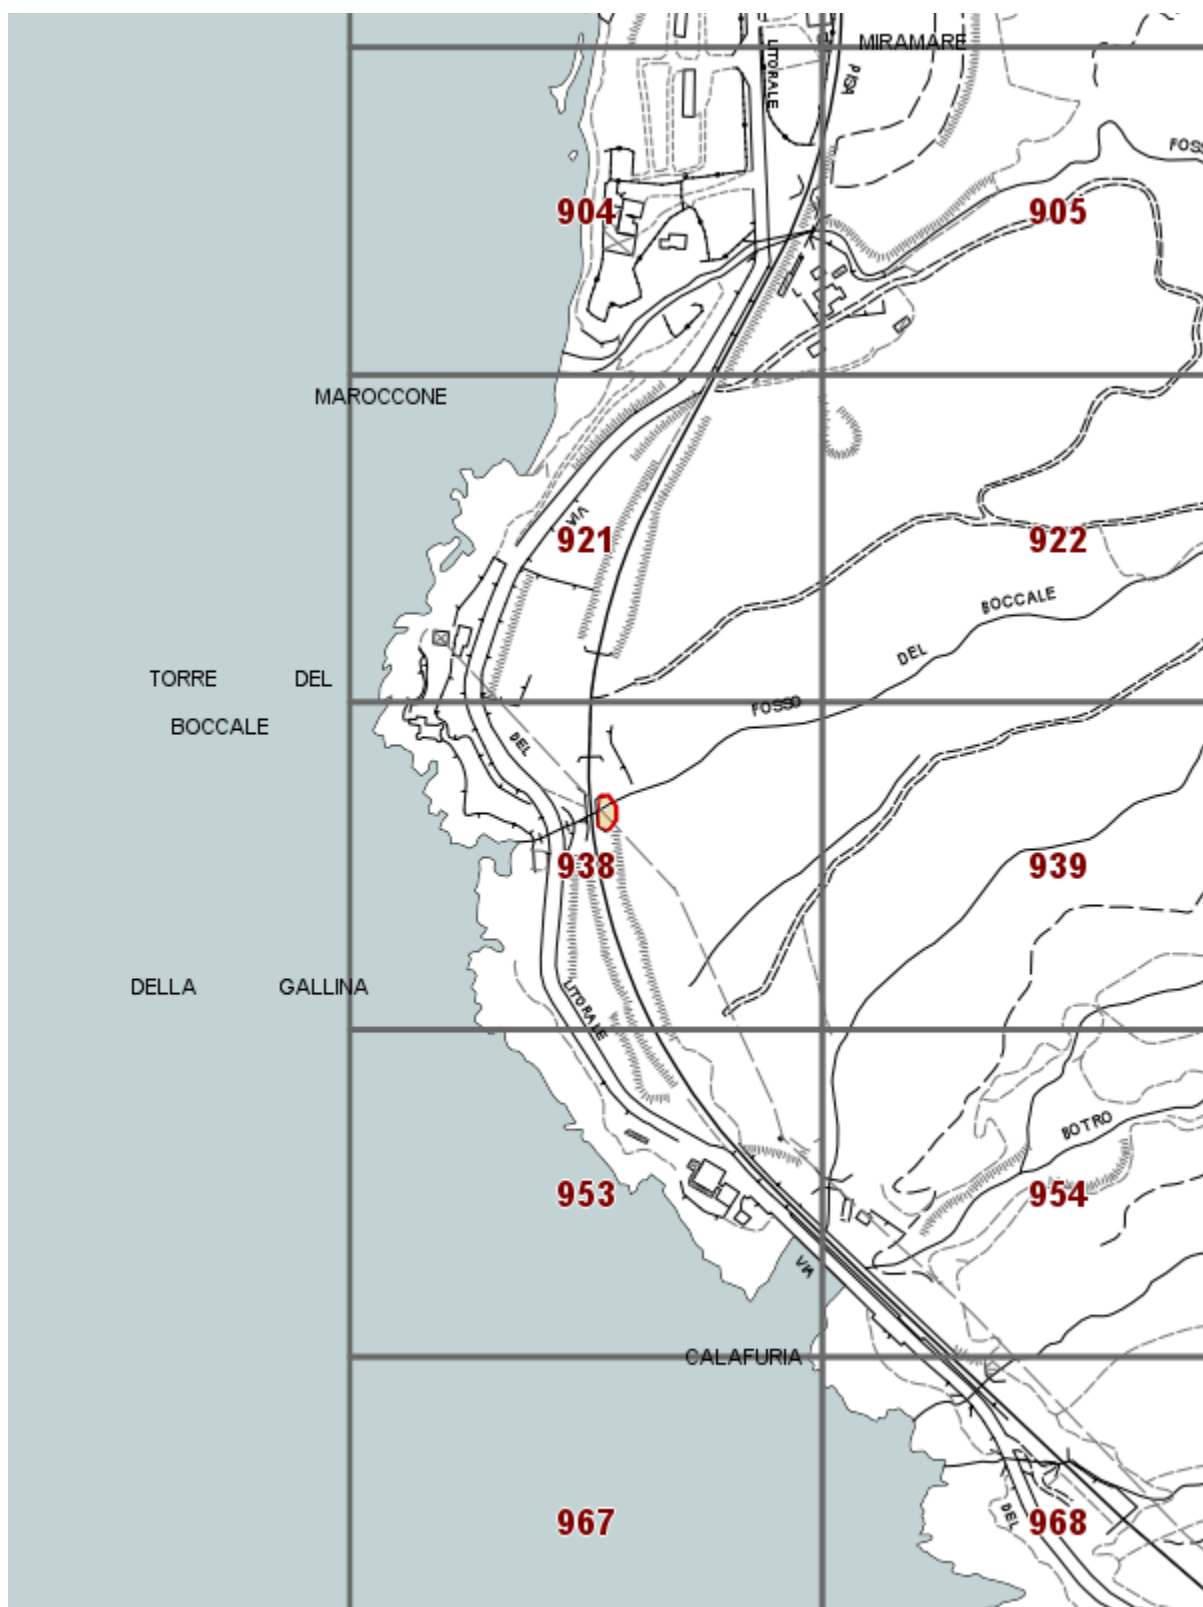 MIRAMARE
LITORALE
PISA
FOSS
904
905
MAROCCONE
VIA
921
922
BOCCALE
DEL
TORRE DEL
BOCCALE
FOSSO
DEL
938
939
DELLA GALLINA
LITORALE
BOTRO
953
954
VIA
CALAFURIA
967
968
DEL